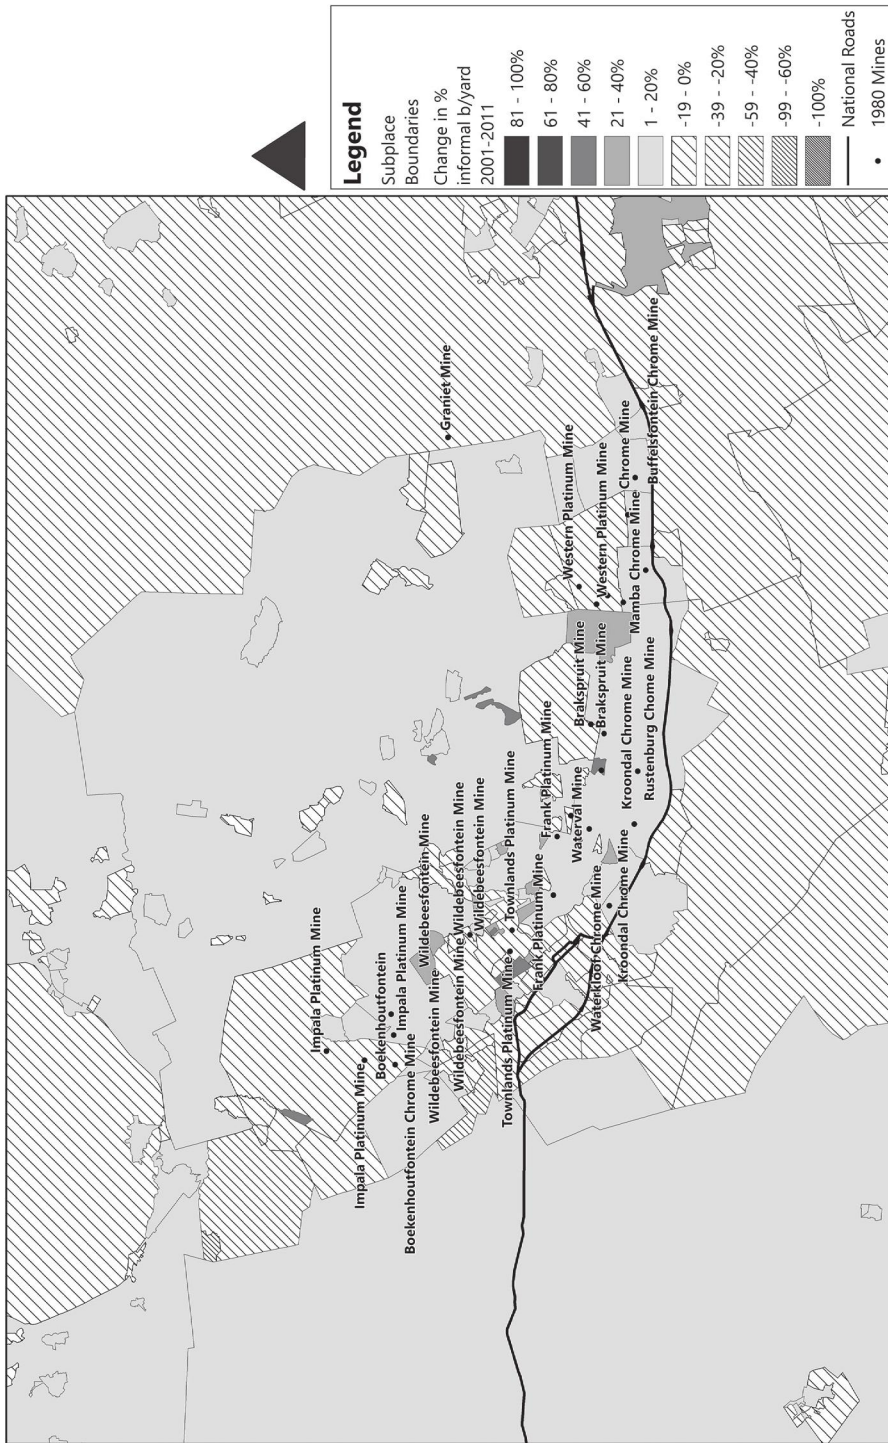 Legend
Subplace
Boundaries
Change in %
informal b/yard
2001-2011
81 - 100%
61 - 80%
41 - 60%
21 - 40%
1 - 20%
-19 - 0%
-39 - -20%
-59 - -40%
-99 - -60%
-100%
National Roads
1980 Mines
Impala Platinum Mine
Impala Platinum Mine
Boekenhoutfontein
Impala Platinum Mine
Boekenhoutfontein Chrome Mine
Wildebeesfontein Mine
Wildebeesfontein Mine
Wildebeesfontein Mine
Wildebeesfontein Mine
Wildebeesfontein Mine
Townlands Platinum Mine
Townlands Platinum Mine
Frank Platinum Mine
Frank Platinum Mine
Waterval Mine
Waterkloof Chrome Mine
Kroondal Chrome Mine
Kroondal Chrome Mine
Rustenburg Chome Mine
Brakspruit Mine
Brakspruit Mine
Western Platinum Mine
Western Platinum Mine
Mamba Chrome Mine
Chrome Mine
Buffelsfontein Chrome Mine
Graniet Mine